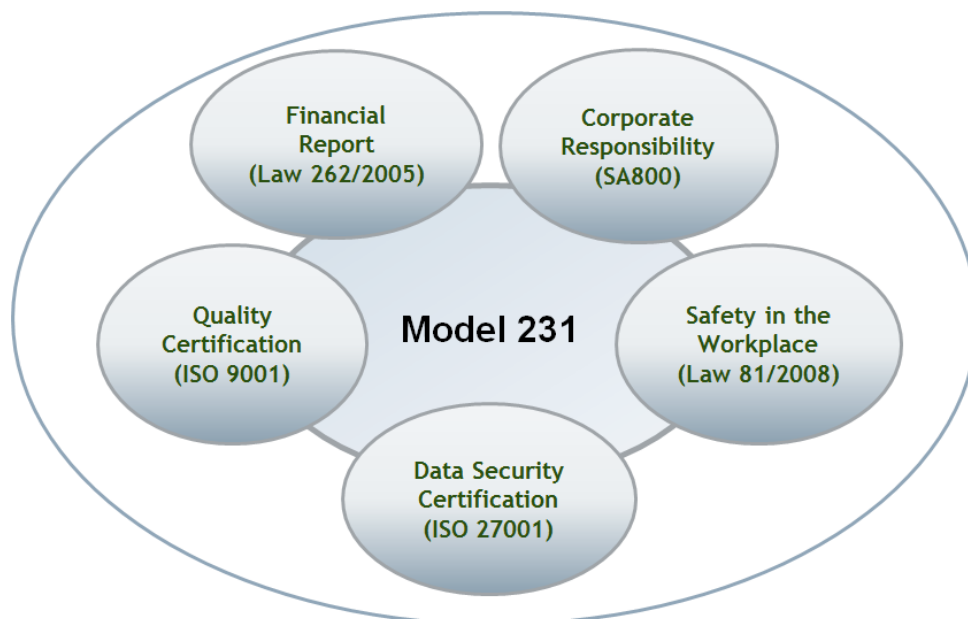 Financial
Report
(Law 262/2005)
Corporate
Responsibility
(SA800)
Quality
Certification
(ISO 9001)
Model 231
Safety in the
Workplace
(Law 81/2008)
Data Security
Certification
(ISO 27001)